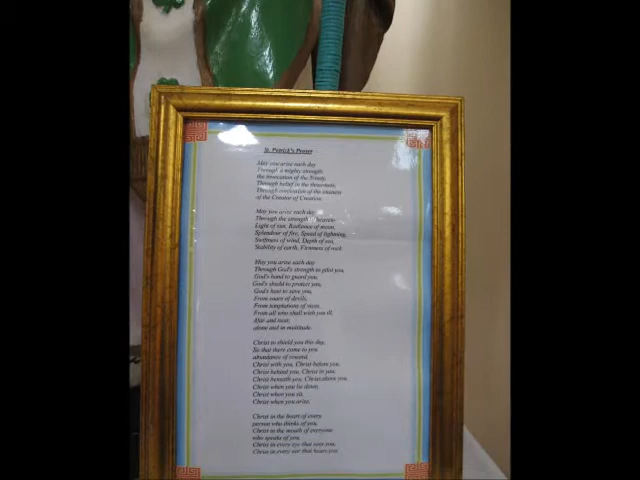 St. Patrick's Prayer
May you arise each day
Through a mighty strength,
the invocation of the Trinity,
Through belief in the threeness,
Through confession of the oneness
of the Creator of Creation.
May you arise each day
Through the strength of heaven:
Light of sun, Radiance of moon,
Splendour of fire, Speed of lightning,
Swiftness of wind, Depth of sea,
Stability of earth, Firmness of rock.
May you arise each day
Through God's strength to pilot you,
God's hand to guard you,
God's shield to protect you,
God's host to save you,
From snares of devils,
From temptations of vices,
From all who shall wish you ill,
Afar and near,
alone and in multitude.
Christ to shield you this day,
So that there come to you
abundance of reward,
Christ with you, Christ before you,
Christ behind you, Christ in you,
Christ beneath you, Christ above you,
Christ when you lie down,
Christ when you sit,
Christ when you arise,
Christ in the heart of every
person who thinks of you,
Christ in the mouth of everyone
who speaks of you,
Christ in every eye that sees you,
Christ in every ear that hears you.